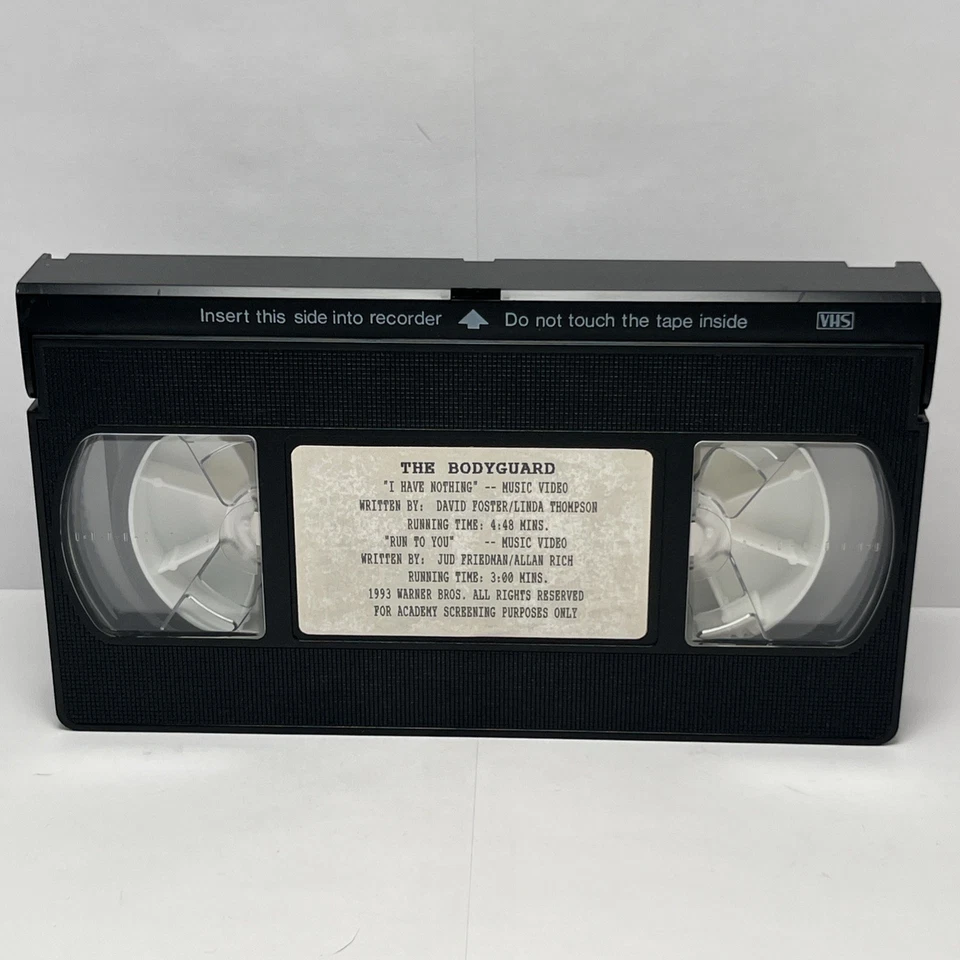 Insert this side into recorder Do not touch the tape inside VHS
THE BODYGUARD
"I HAVE NOTHING" -- MUSIC VIDEO
WRITTEN BY: DAVID FOSTER/LINDA THOMPSON
RUNNING TIME: 4:48 MINS.
"RUN TO YOU" -- MUSIC VIDEO
WRITTEN BY: JUD FRIEDMAN/ALLAN RICH
RUNNING TIME: 3:00 MINS.
1993 WARNER BROS. ALL RIGHTS RESERVED
FOR ACADEMY SCREENING PURPOSES ONLY